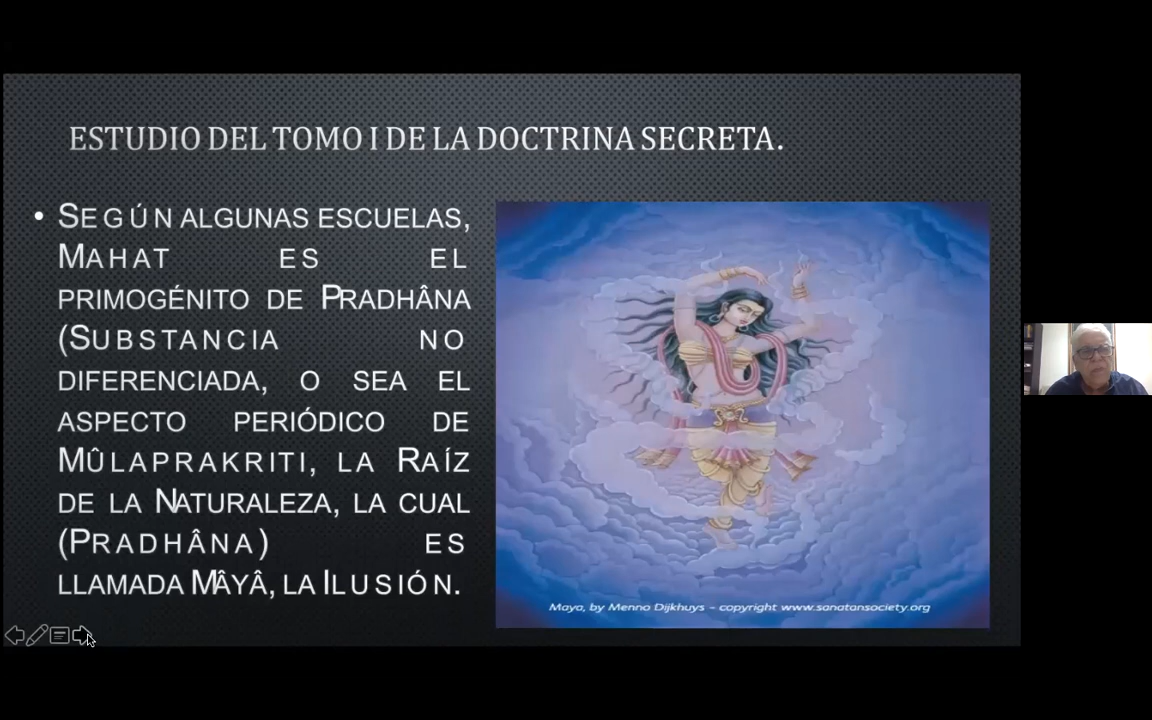 ESTUDIO DEL TOMO I DE LA DOCTRINA SECRETA.
• SEGÚN ALGUNAS ESCUELAS,
MAHAT ES EL
PRIMOGÉNITO DE PRADHÂNA
(SUBSTANCIA NO
DIFERENCIADA, O SEA EL
ASPECTO PERIÓDICO DE
MÛLAPRAKRITI, LA RAÍZ
DE LA NATURALEZA, LA CUAL
(PRADHÂNA) ES
LLAMADA MÂYÂ, LA ILUSIÓN.
Maya, by Menno Dijkhuys – copyright www.sanatansociety.org